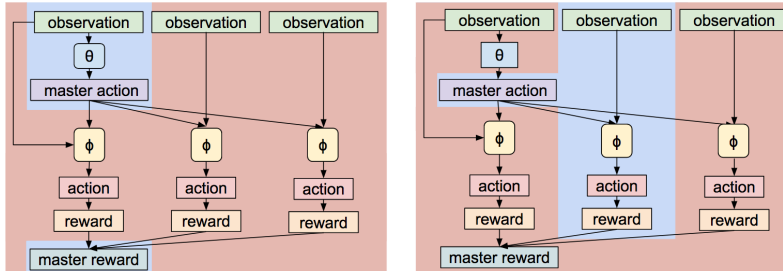 observation observation observation
θ
master action
ϕ ϕ ϕ
action action action
reward reward reward
master reward
observation observation observation
θ
master action
ϕ ϕ ϕ
action action action
reward reward reward
master reward